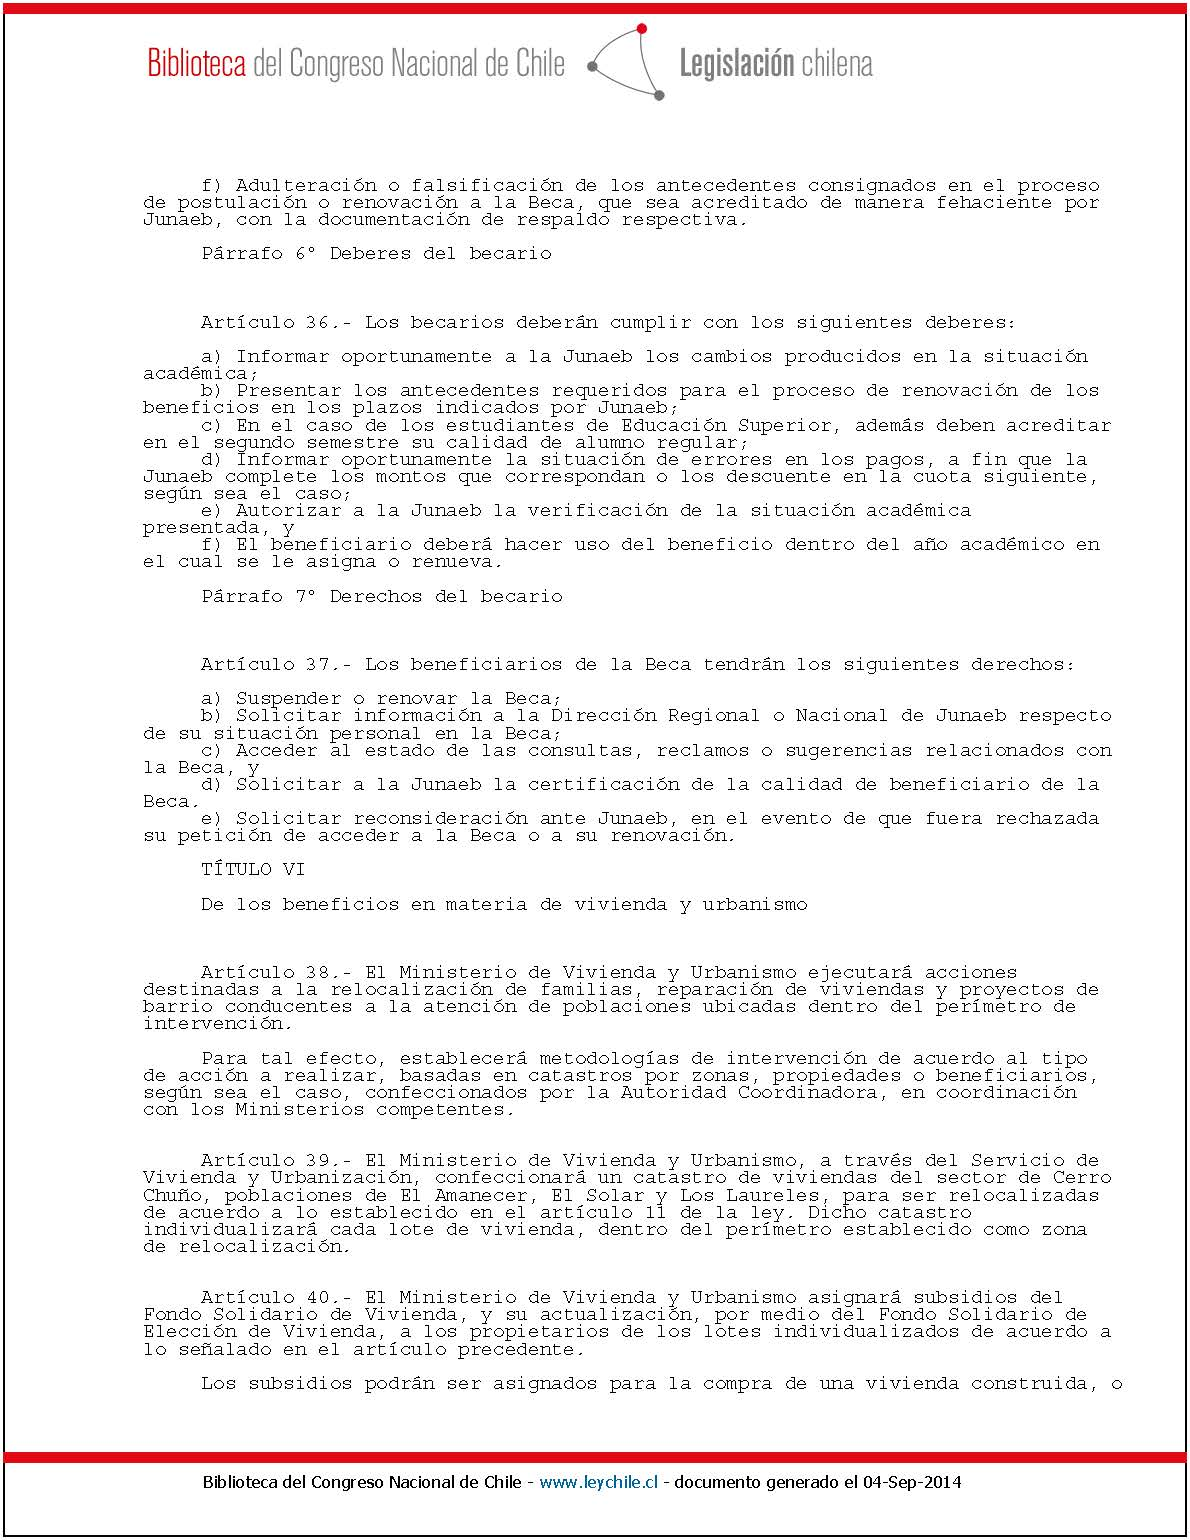 Biblioteca del Congreso Nacional de Chile Legislación chilena
f) Adulteración o falsificación de los antecedentes consignados en el proceso
de postulación o renovación a la Beca, que sea acreditado de manera fehaciente por
Junaeb, con la documentación de respaldo respectiva.
Párrafo 6° Deberes del becario
Artículo 36.- Los becarios deberán cumplir con los siguientes deberes:
a) Informar oportunamente a la Junaeb los cambios producidos en la situación
académica;
b) Presentar los antecedentes requeridos para el proceso de renovación de los
beneficios en los plazos indicados por Junaeb;
c) En el caso de los estudiantes de Educación Superior, además deben acreditar
en el segundo semestre su calidad de alumno regular;
d) Informar oportunamente la situación de errores en los pagos, a fin que la
Junaeb complete los montos que correspondan o los descuente en la cuota siguiente,
según sea el caso;
e) Autorizar a la Junaeb la verificación de la situación académica
presentada, y
f) El beneficiario deberá hacer uso del beneficio dentro del año académico en
el cual se le asigna o renueva.
Párrafo 7° Derechos del becario
Artículo 37.- Los beneficiarios de la Beca tendrán los siguientes derechos:
a) Suspender o renovar la Beca;
b) Solicitar información a la Dirección Regional o Nacional de Junaeb respecto
de su situación personal en la Beca;
c) Acceder al estado de las consultas, reclamos o sugerencias relacionados con
la Beca, y
d) Solicitar a la Junaeb la certificación de la calidad de beneficiario de la
Beca.
e) Solicitar reconsideración ante Junaeb, en el evento de que fuera rechazada
su petición de acceder a la Beca o a su renovación.
TÍTULO VI
De los beneficios en materia de vivienda y urbanismo
Artículo 38.- El Ministerio de Vivienda y Urbanismo ejecutará acciones
destinadas a la relocalización de familias, reparación de viviendas y proyectos de
barrio conducentes a la atención de poblaciones ubicadas dentro del perímetro de
intervención.
Para tal efecto, establecerá metodologías de intervención de acuerdo al tipo
de acción a realizar, basadas en catastros por zonas, propiedades o beneficiarios,
según sea el caso, confeccionados por la Autoridad Coordinadora, en coordinación
con los Ministerios competentes.
Artículo 39.- El Ministerio de Vivienda y Urbanismo, a través del Servicio de
Vivienda y Urbanización, confeccionará un catastro de viviendas del sector de Cerro
Chuño, poblaciones de El Amanecer, El Solar y Los Laureles, para ser relocalizadas
de acuerdo a lo establecido en el artículo 11 de la ley. Dicho catastro
individualizará cada lote de vivienda, dentro del perímetro establecido como zona
de relocalización.
Artículo 40.- El Ministerio de Vivienda y Urbanismo asignará subsidios del
Fondo Solidario de Vivienda, y su actualización, por medio del Fondo Solidario de
Elección de Vivienda, a los propietarios de los lotes individualizados de acuerdo a
lo señalado en el artículo precedente.
Los subsidios podrán ser asignados para la compra de una vivienda construida, o
Biblioteca del Congreso Nacional de Chile - www.leychile.cl - documento generado el 04-Sep-2014